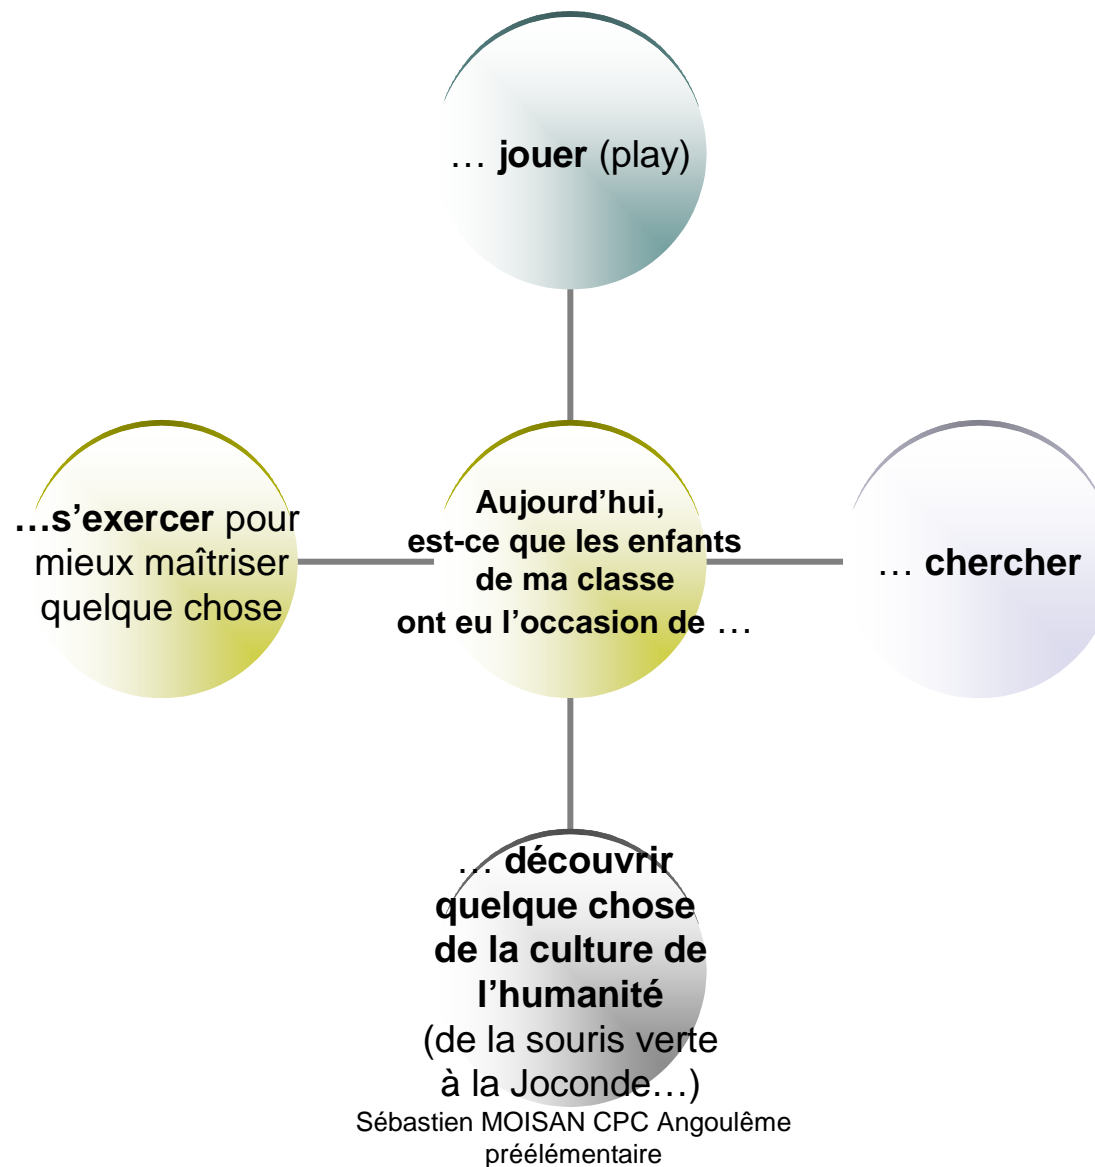 … jouer (play)
…s’exercer pour
mieux maîtriser
quelque chose
Aujourd’hui,
est-ce que les enfants
de ma classe
ont eu l’occasion de …
… chercher
… découvrir
quelque chose
de la culture de
l’humanité
(de la souris verte
à la Joconde…)
Sébastien MOISAN CPC Angoulême
préélémentaire